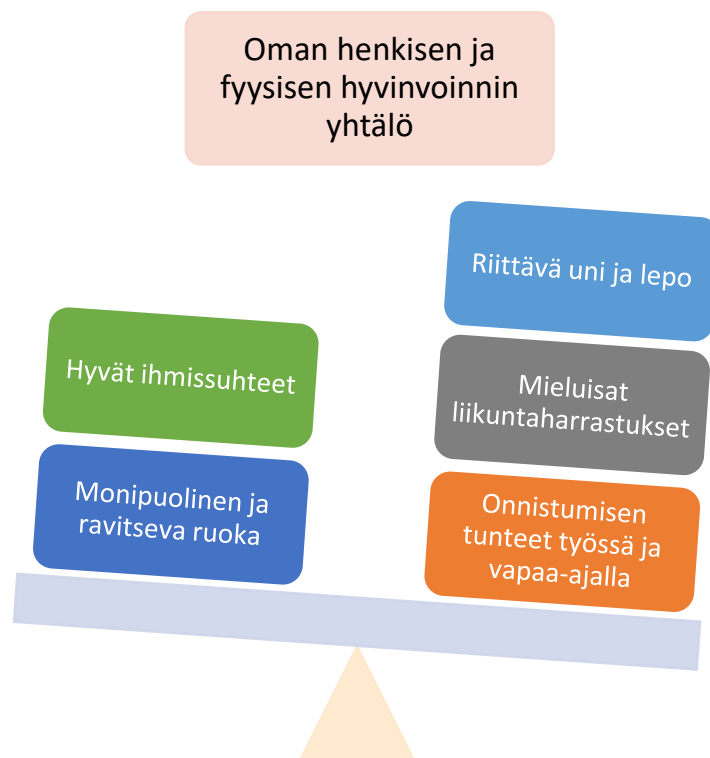 Oman henkisen ja
fyysisen hyvinvoinnin
yhtälö
Hyvät ihmissuhteet
Monipuolinen ja
ravitseva ruoka
Riittävä uni ja lepo
Mieluisat
liikuntaharrastukset
Onnistumisen
tunteet työssä ja
vapaa-ajalla